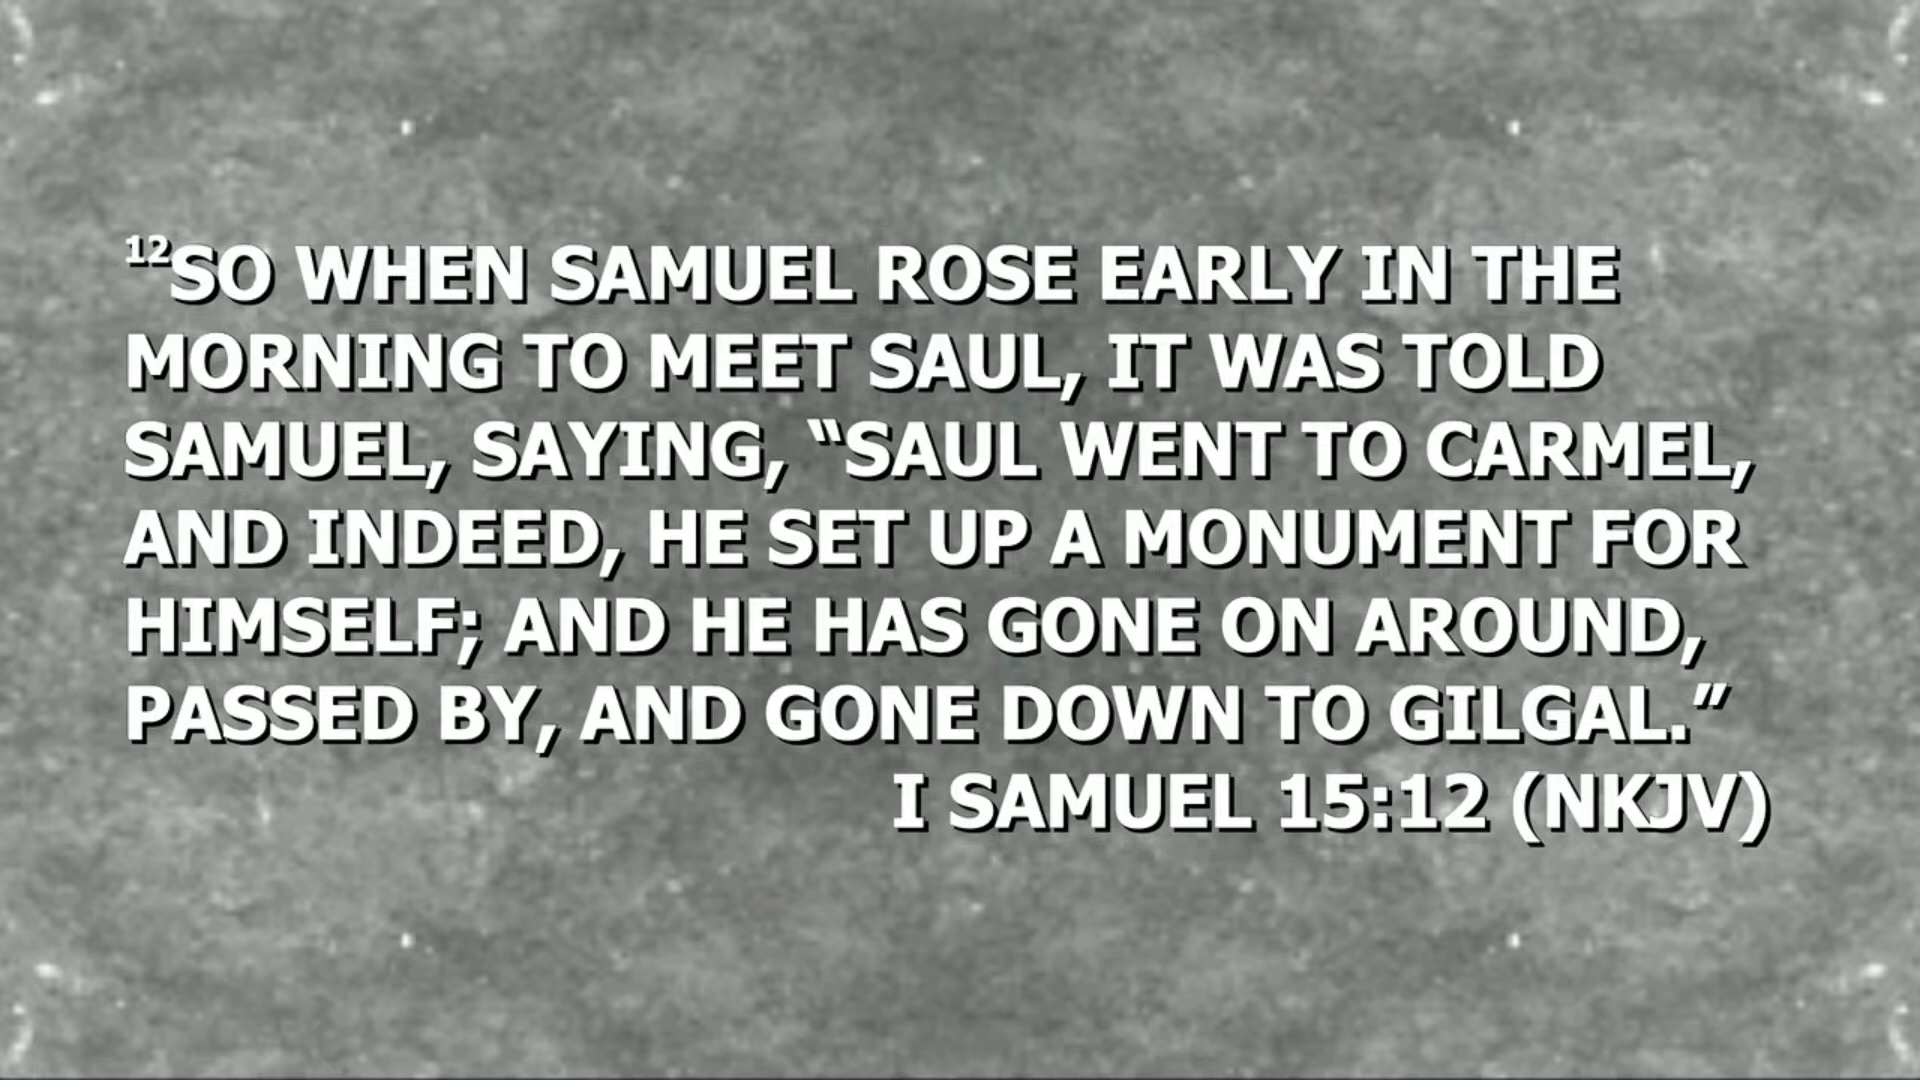 ¹²SO WHEN SAMUEL ROSE EARLY IN THE
MORNING TO MEET SAUL, IT WAS TOLD
SAMUEL, SAYING, “SAUL WENT TO CARMEL,
AND INDEED, HE SET UP A MONUMENT FOR
HIMSELF; AND HE HAS GONE ON AROUND,
PASSED BY, AND GONE DOWN TO GILGAL.”
I SAMUEL 15:12 (NKJV)